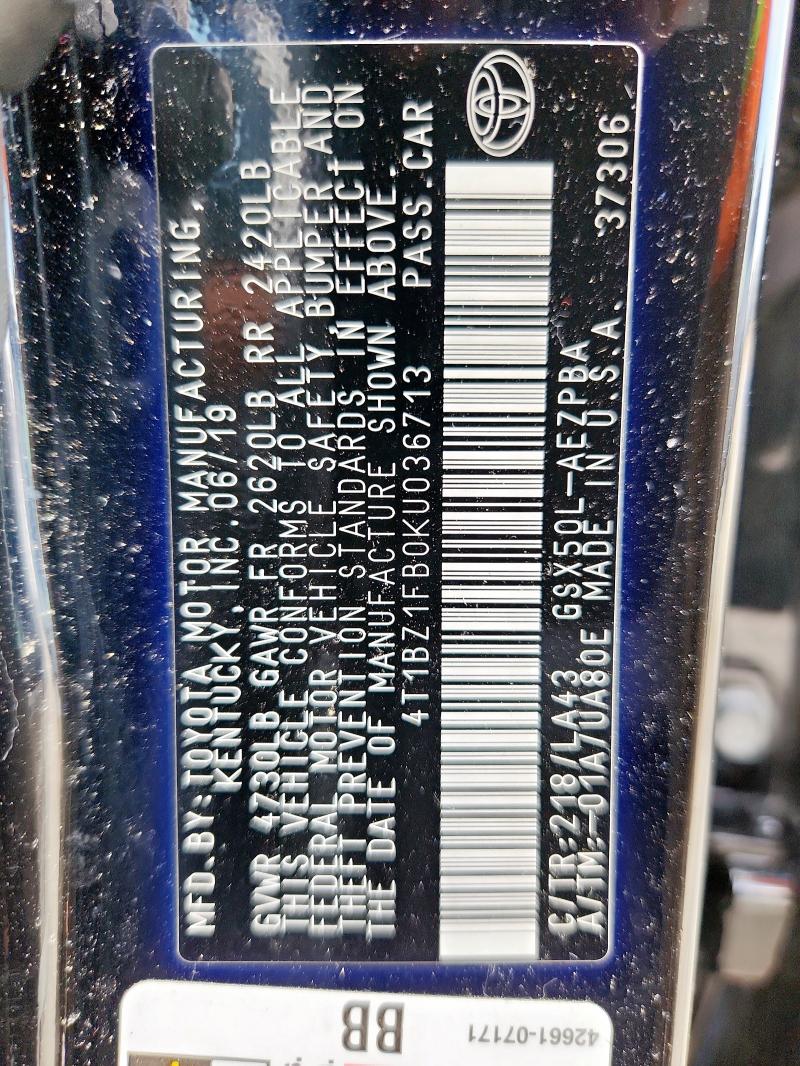 MFD.BY:TOYOTA MOTOR MANUFACTURING,
KENTUCKY, INC.06/19
GVWR 4730LB GAWR FR 2620LB RR 2420LB
THIS VEHICLE CONFORMS TO ALL APPLICABLE
FEDERAL MOTOR VEHICLE SAFETY, BUMPER AND
THEFT PREVENTION STANDARDS IN EFFECT ON
THE DATE OF MANUFACTURE SHOWN ABOVE.
4T1BZ1FB0KU036713 PASS.CAR
C/TR:218/LA43 GSX50L-AEZPBA
A/TM:-01A/UA80E MADE IN U.S.A. 37306
BB
42661-07171